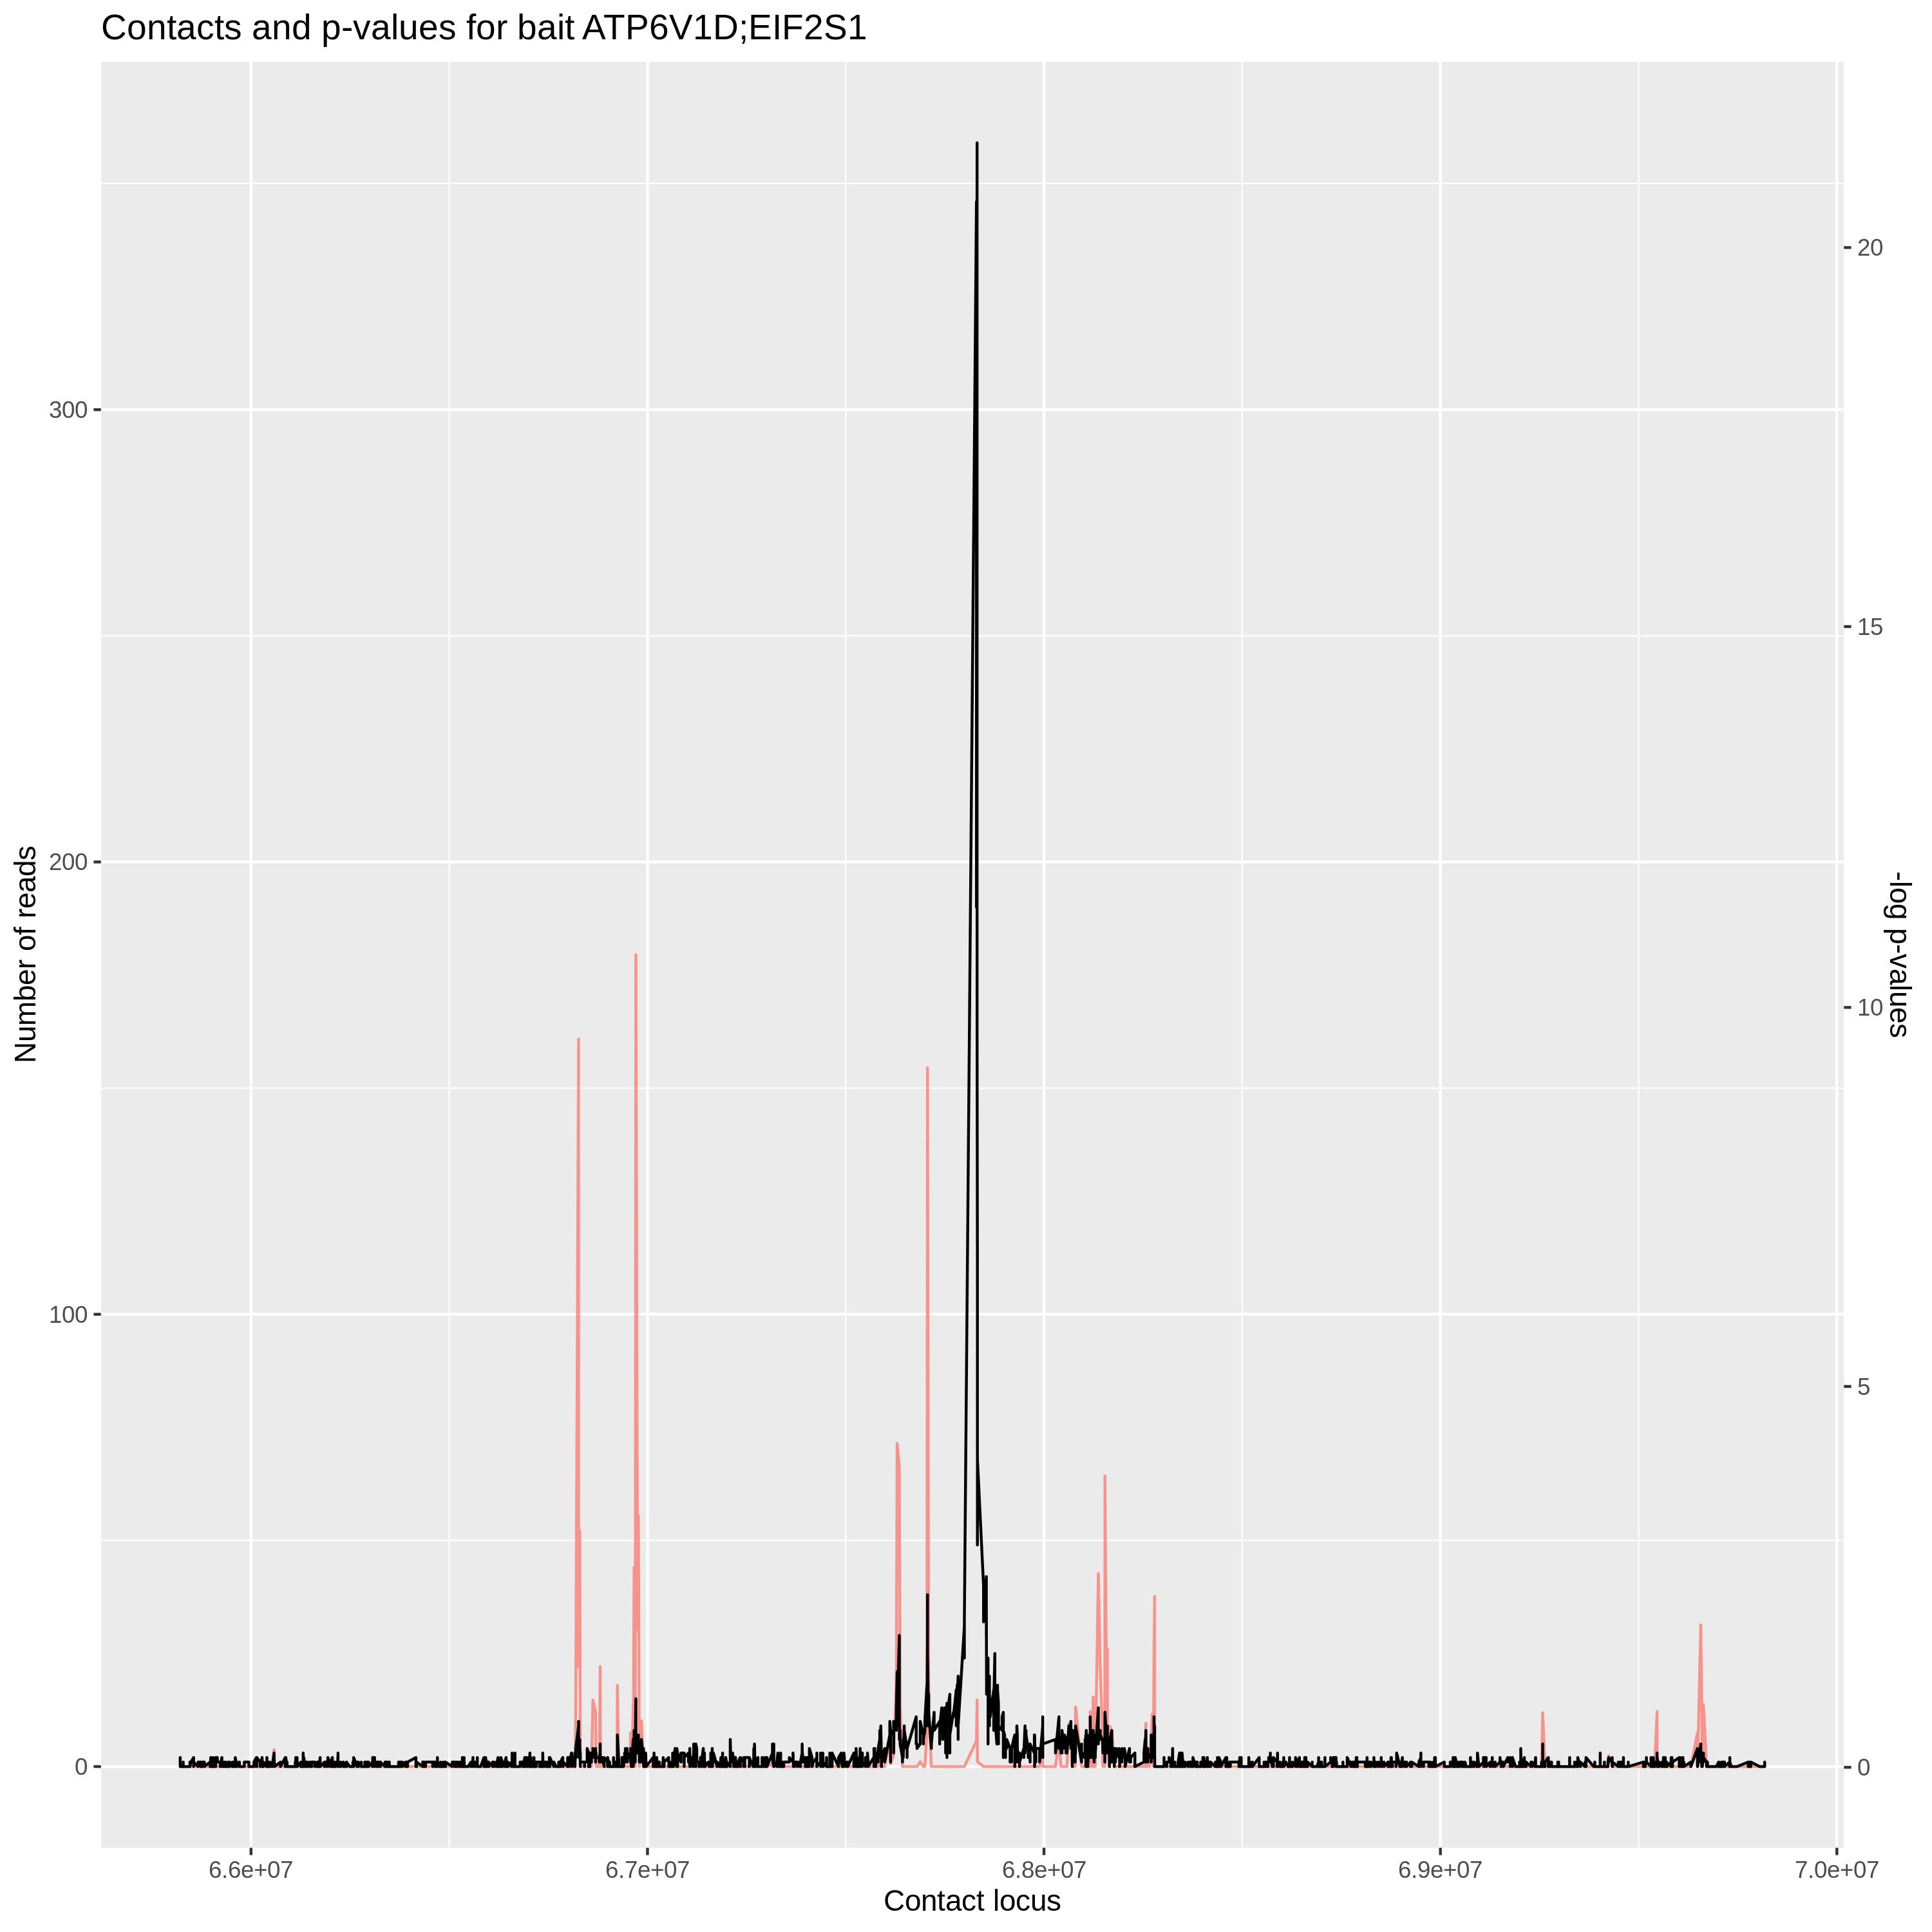 Contacts and p-values for bait ATP6V1D;EIF2S1
Number of reads
300
200
100
0
20
15
10
5
0
-log p-values
6.6e+07
6.7e+07
6.8e+07
6.9e+07
7.0e+07
Contact locus